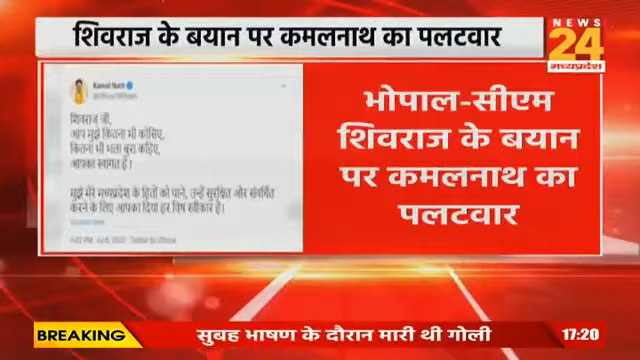 शिवराज के बयान पर कमलनाथ का पलटवार
NEWS
24
मध्यप्रदेश
Kamal Nath
शिवराज जी,
आप मुझे कितना भी कोसिए,
कितना भी भला बुरा कहिए,
आपका स्वागत है।
मुझे मेरे मध्यप्रदेश के हितों को पाने, उन्हें सुरक्षित और संवर्धित
करने के लिए आपका दिया हर विष स्वीकार है।
भोपाल-सीएम
शिवराज के बयान
पर कमलनाथ का
पलटवार
BREAKING
सुबह भाषण के दौरान मारी थी गोली
17:20